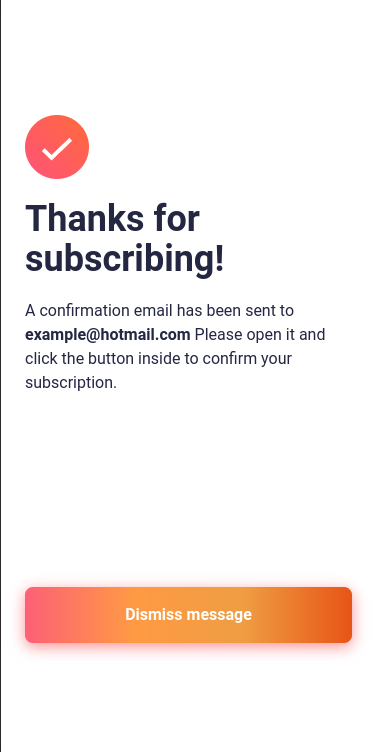 Thanks for
subscribing!
A confirmation email has been sent to
example@hotmail.com Please open it and
click the button inside to confirm your
subscription.
Dismiss message